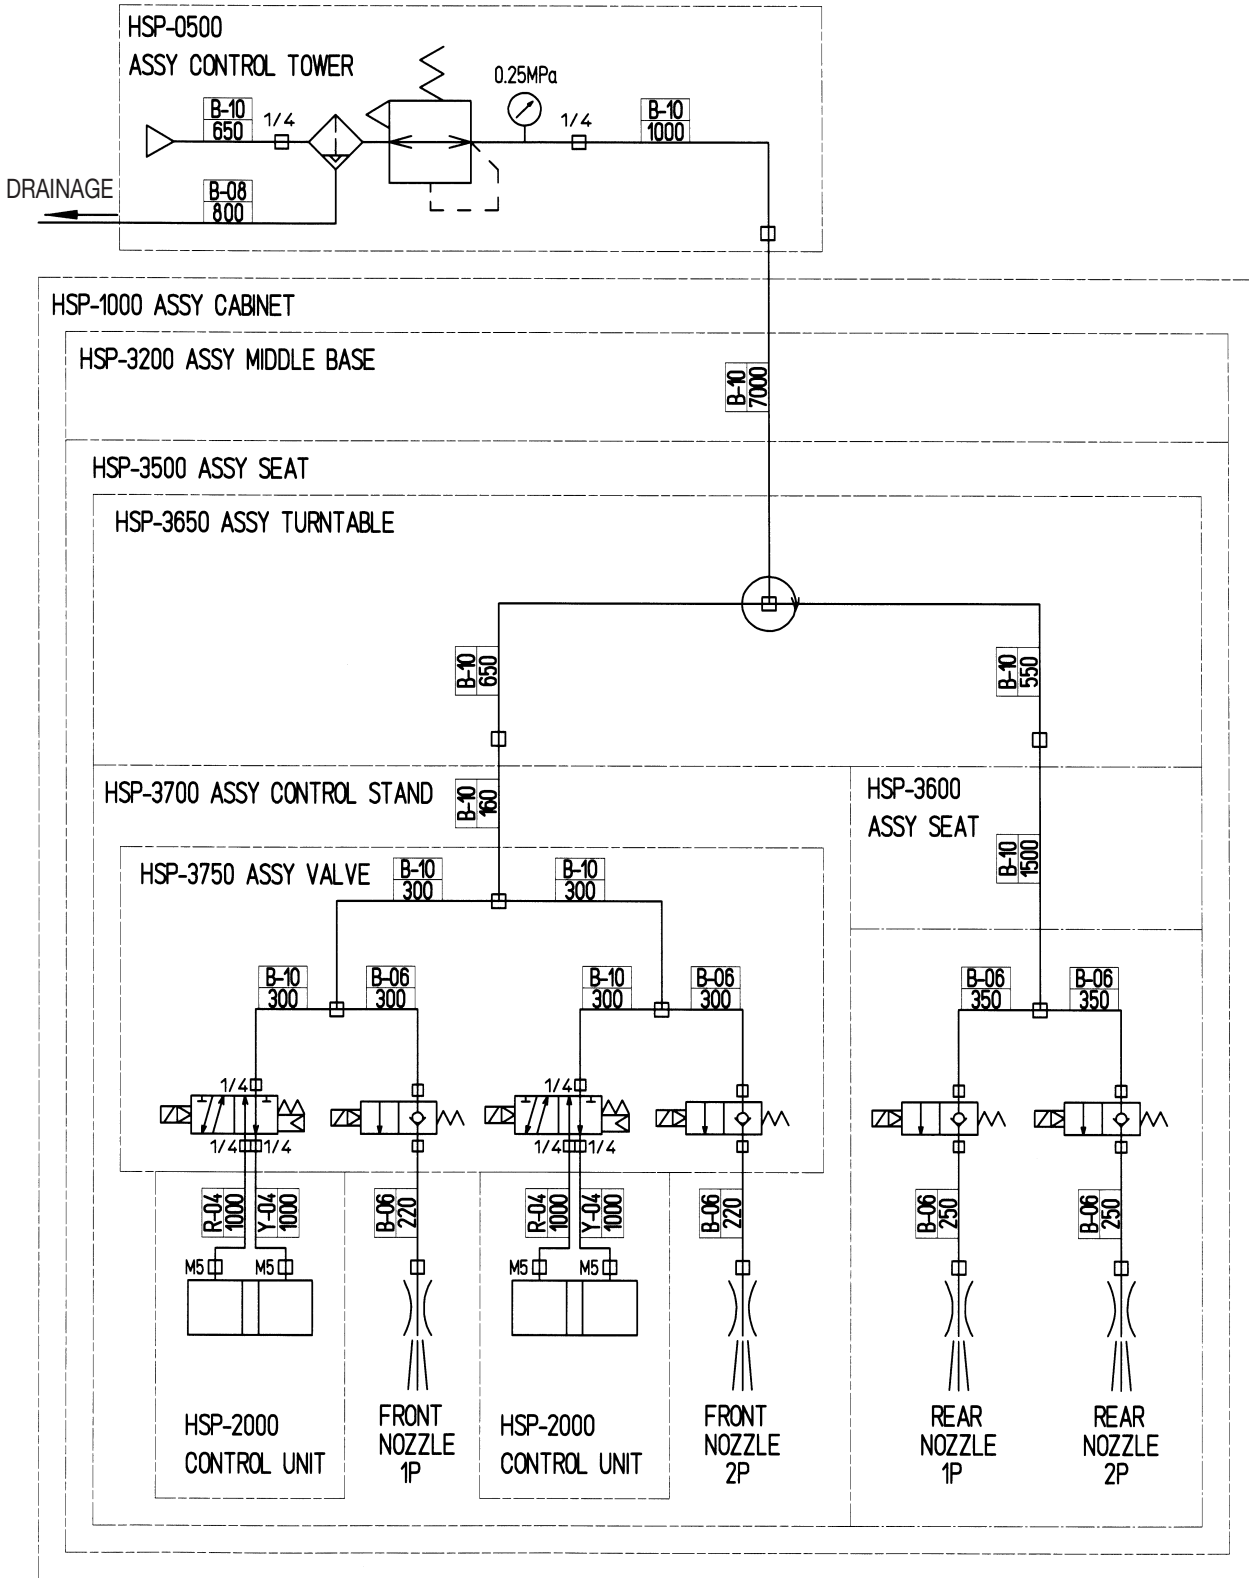 HSP-0500
ASSY CONTROL TOWER
0.25MPa
B-10
650
1/4
1/4
B-10
1000
DRAINAGE
B-08
800
HSP-1000 ASSY CABINET
HSP-3200 ASSY MIDDLE BASE
B-10
7000
HSP-3500 ASSY SEAT
HSP-3650 ASSY TURNTABLE
B-10
650
B-10
550
HSP-3700 ASSY CONTROL STAND
B-10
160
HSP-3600
ASSY SEAT
B-10
1500
HSP-3750 ASSY VALVE
B-10
300
B-10
300
B-10
300
B-06
300
B-10
300
B-06
300
B-06
350
B-06
350
1/4
1/4
1/4
1/4
1/4
1/4
R-04
1000
Y-04
1000
B-06
220
R-04
1000
Y-04
1000
B-06
220
B-06
250
B-06
250
M5
M5
M5
M5
HSP-2000
CONTROL UNIT
FRONT
NOZZLE
1P
HSP-2000
CONTROL UNIT
FRONT
NOZZLE
2P
REAR
NOZZLE
1P
REAR
NOZZLE
2P